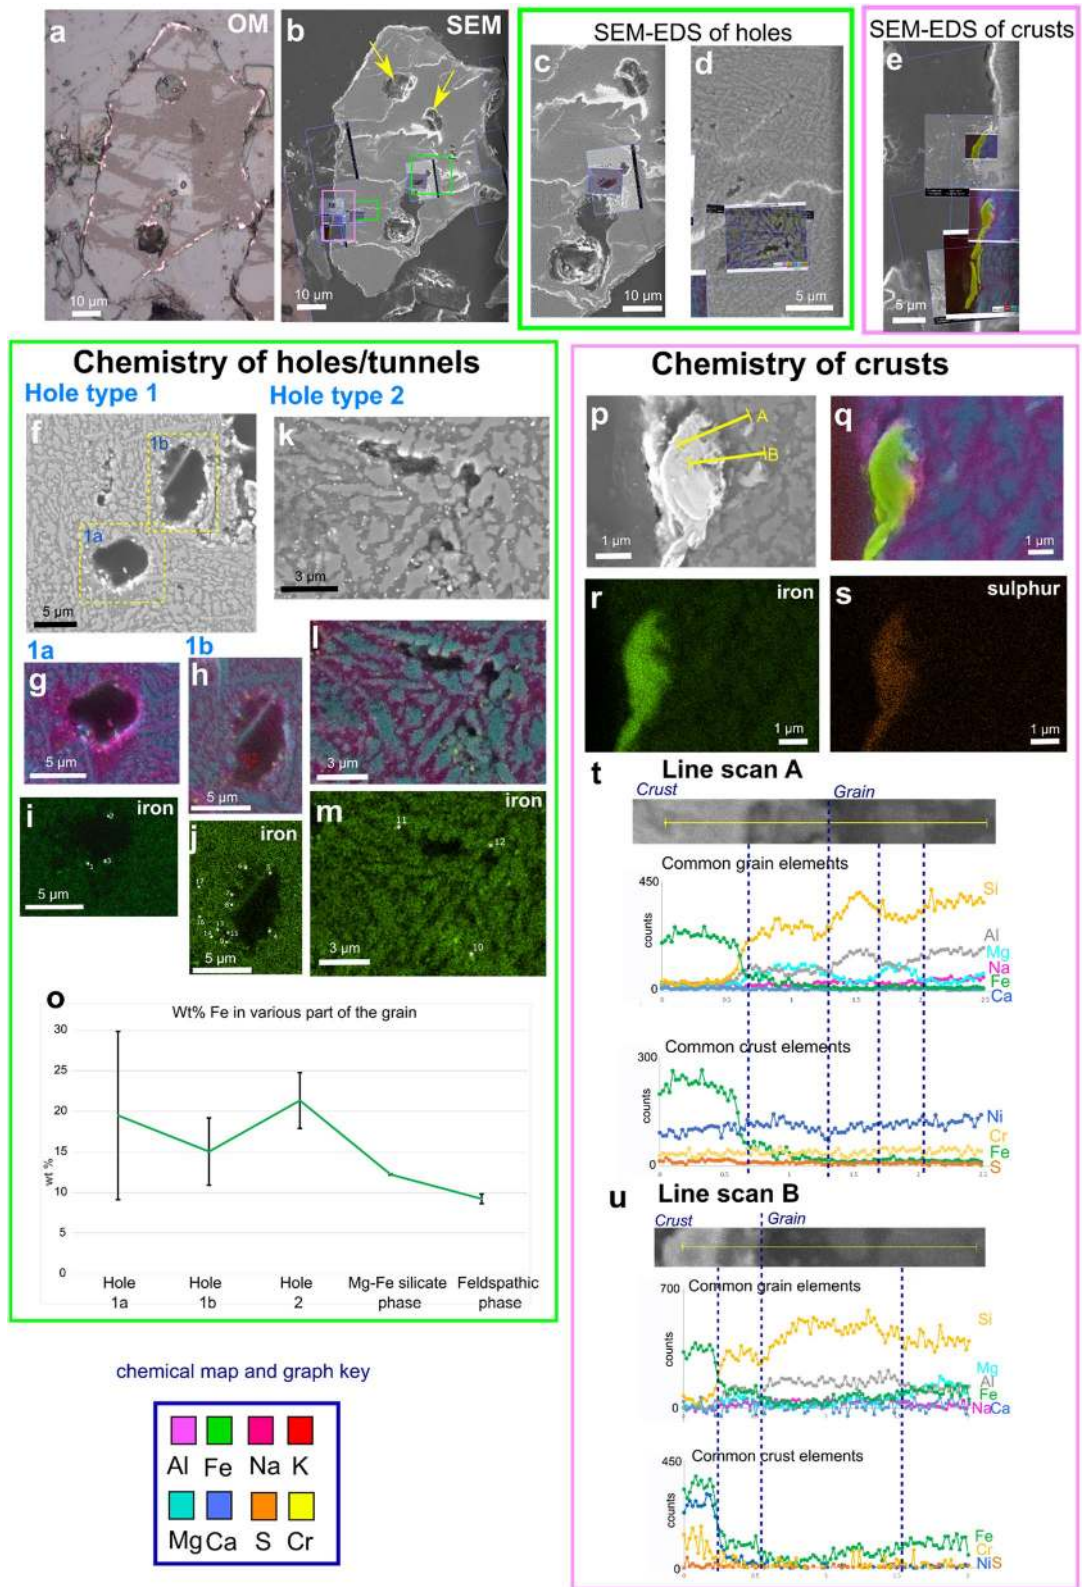 a
OM
10 µm
b
SEM
10 µm
SEM-EDS of holes
c
10 µm
d
5 µm
SEM-EDS of crusts
e
5 µm
Chemistry of holes/tunnels
Hole type 1
Hole type 2
f
1b
1a
5 µm
k
3 µm
1a
1b
g
5 µm
h
5 µm
l
3 µm
i
iron
5 µm
j
iron
5 µm
m
iron
11
12
10
3 µm
o
Wt% Fe in various part of the grain
30
25
20
15
10
5
0
wt %
Hole 1a
Hole 1b
Hole 2
Mg-Fe silicate phase
Feldspathic phase
chemical map and graph key
Al Fe Na K
Mg Ca S Cr
Chemistry of crusts
p
A
B
1 µm
q
1 µm
r
iron
1 µm
s
sulphur
1 µm
t
Line scan A
Crust
Grain
Common grain elements
450
counts
0
Si
Al
Mg
Na
Fe
Ca
Common crust elements
300
counts
0
Ni
Cr
Fe
S
u
Line scan B
Crust
Grain
Common grain elements
700
counts
0
Si
Mg
Al
Fe
NaCa
Common crust elements
450
counts
0
Fe
Cr
NiS